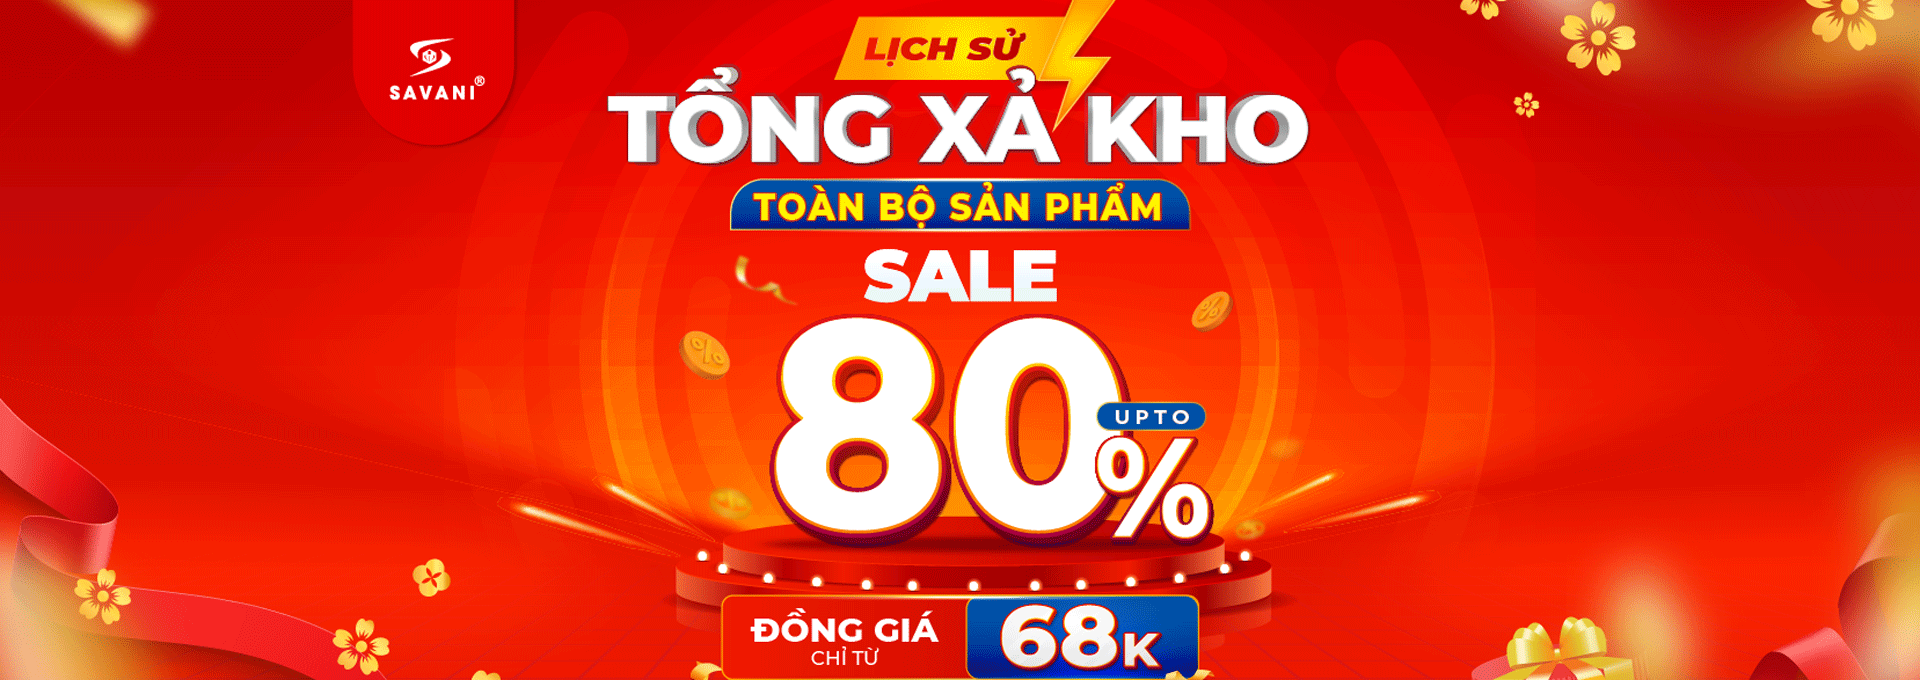 SAVANI®
LỊCH SỬ
TỔNG XẢ KHO
TOÀN BỘ SẢN PHẨM
SALE
80%
UPTO
ĐỒNG GIÁ
CHỈ TỪ
68K